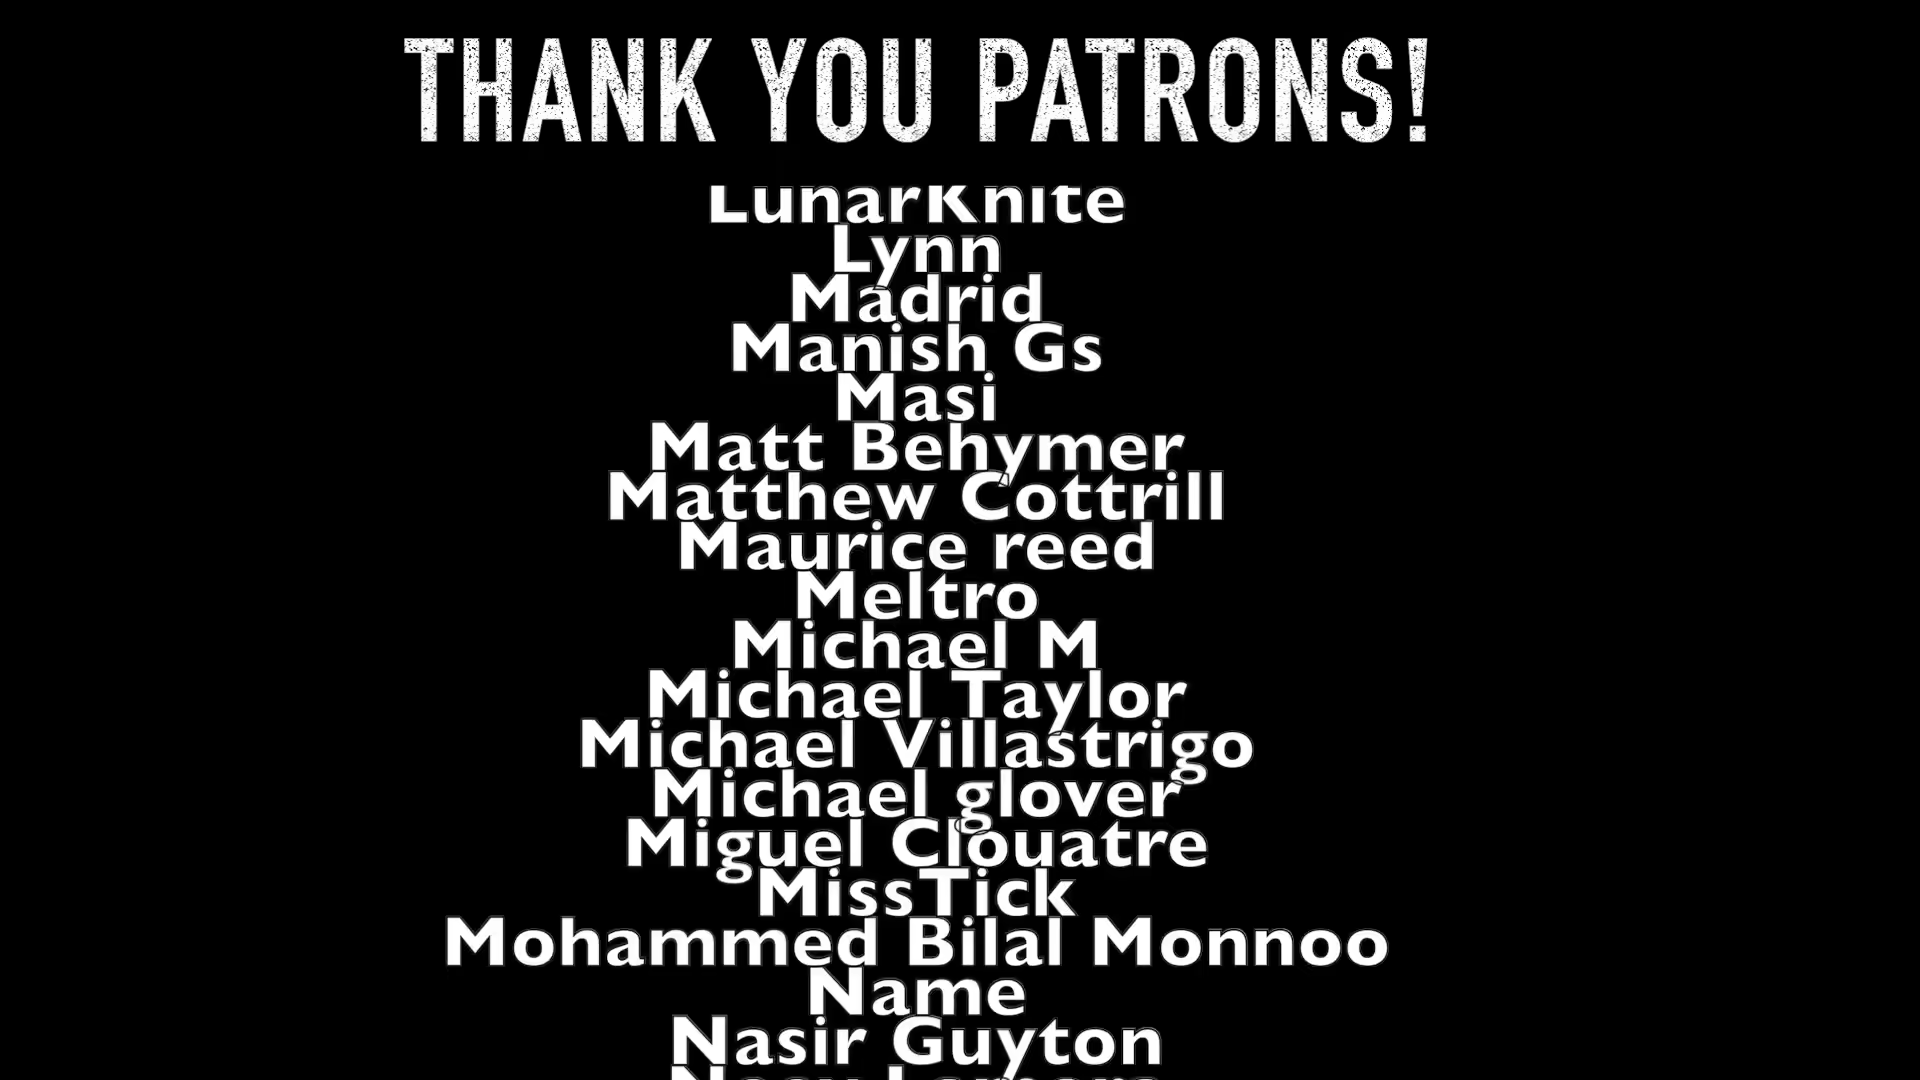 THANK YOU PATRONS!
LunarKnite
Lynn
Madrid
Manish Gs
Masi
Matt Behymer
Matthew Cottrill
Maurice reed
Meltro
Michael M
Michael Taylor
Michael Villastrigo
Michael glover
Miguel Clouatre
MissTick
Mohammed Bilal Monnoo
Name
Nasir Guyton